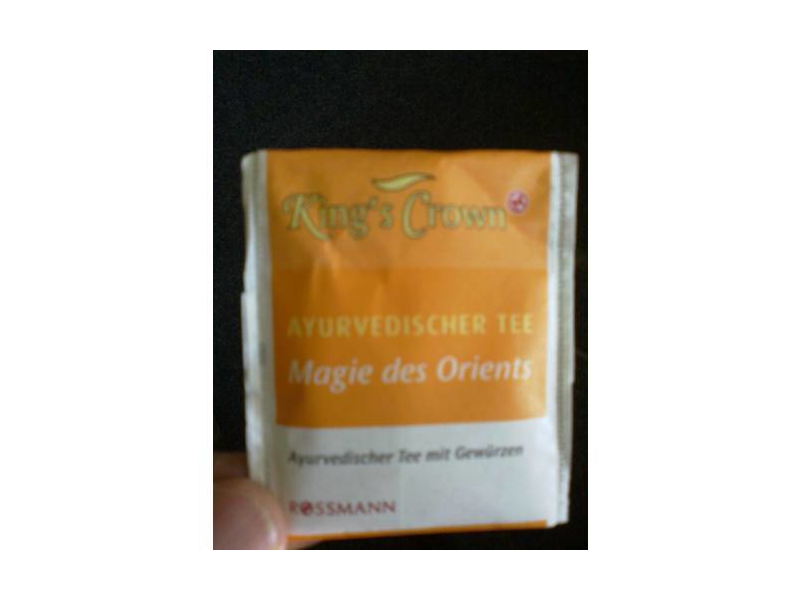 King's Crown
AYURVEDISCHER TEE
Magie des Orients
Ayurvedischer Tee mit Gewürzen
ROSSMANN